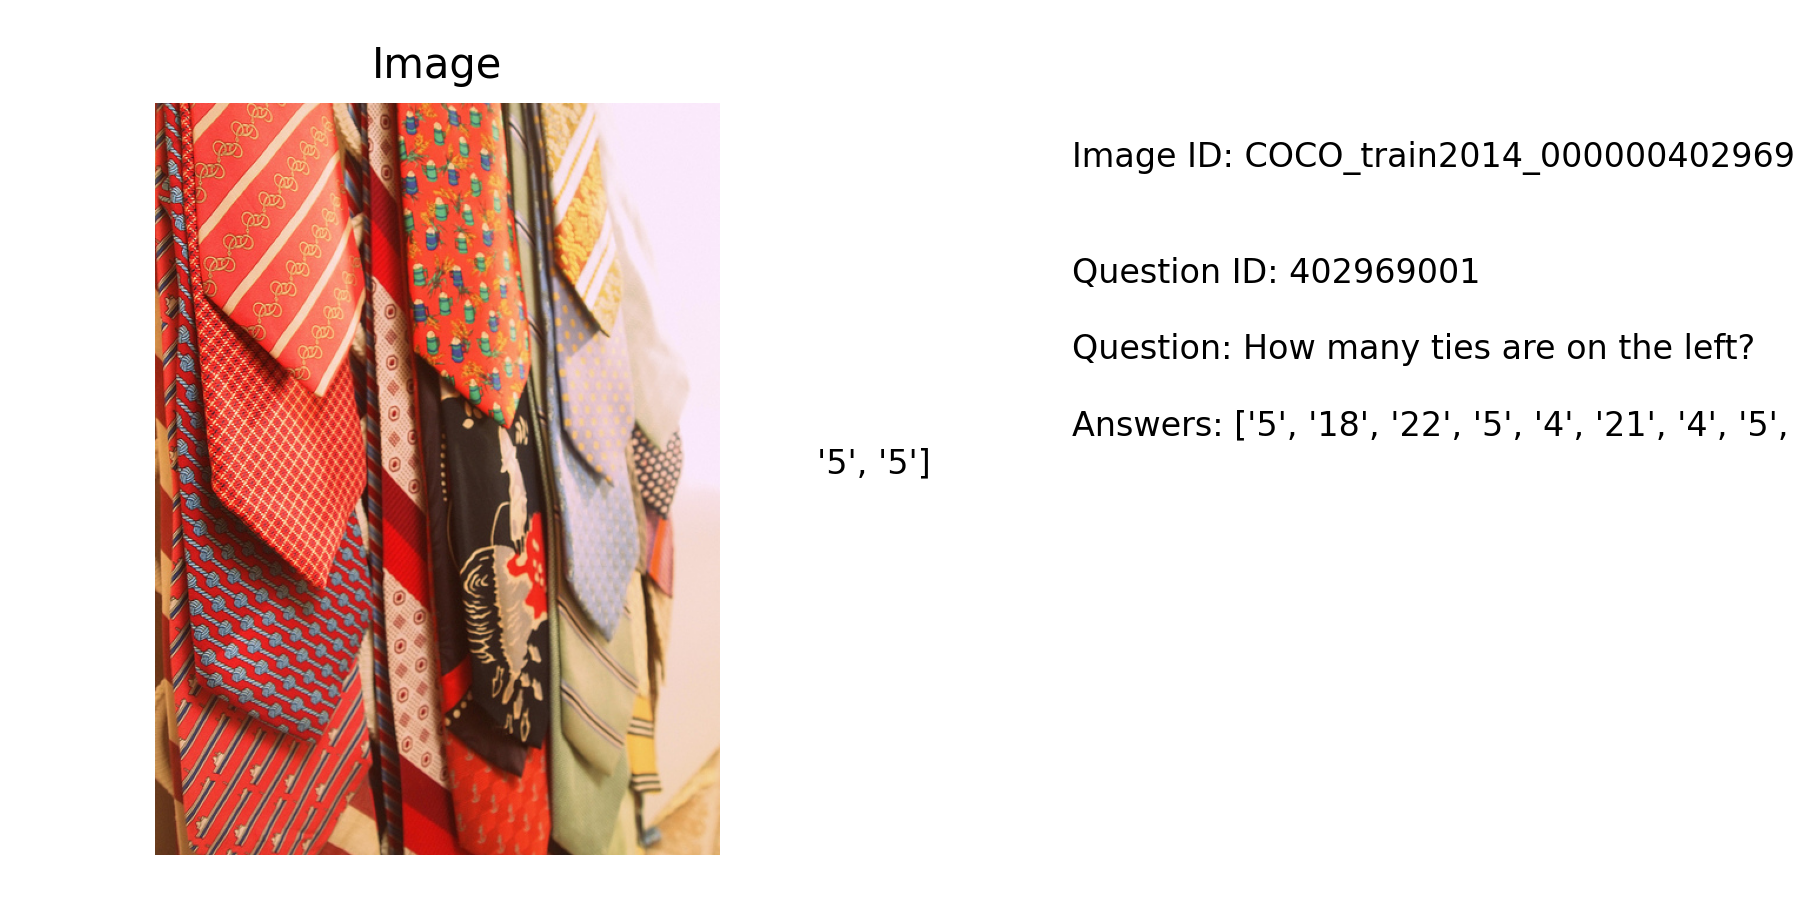 Image
Image ID: COCO_train2014_000000402969
Question ID: 402969001
Question: How many ties are on the left?
Answers: ['5', '18', '22', '5', '4', '21', '4', '5',
'5', '5']